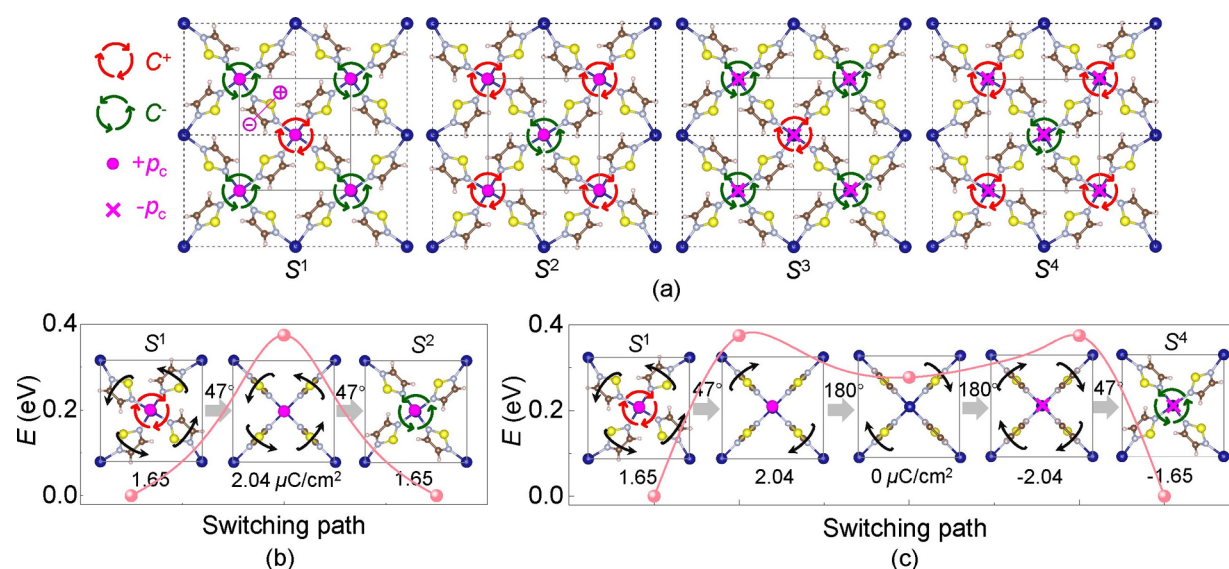 C⁺
C⁻
+p_c
-p_c
⊕
⊖
S¹ S² S³ S⁴
(a)
E (eV)
0.4
0.2
0.0
S¹ S²
47° 47°
1.65 2.04 μC/cm² 1.65
Switching path
(b)
E (eV)
0.4
0.2
0.0
S¹ S⁴
47° 180° 180° 47°
1.65 2.04 0 μC/cm² -2.04 -1.65
Switching path
(c)